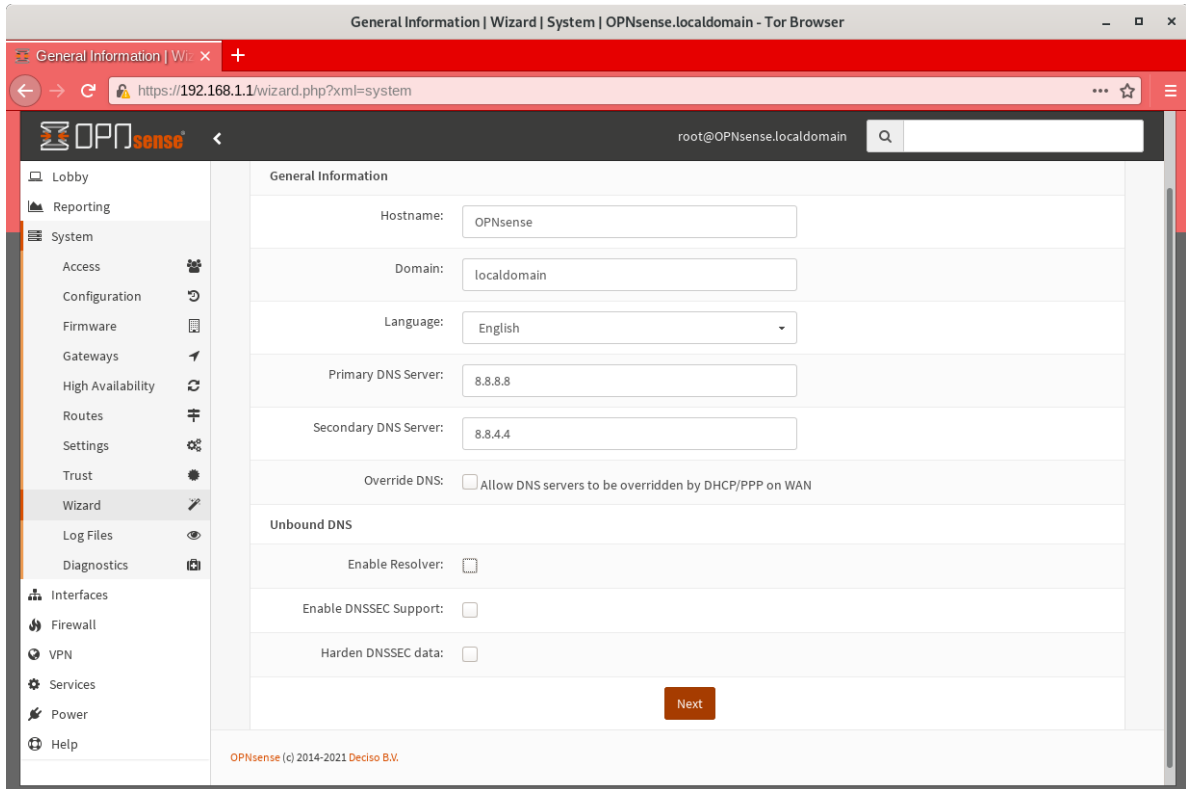 General Information | Wizard | System | OPNsense.localdomain - Tor Browser
General Information | Wiz
https://192.168.1.1/wizard.php?xml=system
OPNsense
root@OPNsense.localdomain
Lobby
Reporting
System
Access
Configuration
Firmware
Gateways
High Availability
Routes
Settings
Trust
Wizard
Log Files
Diagnostics
Interfaces
Firewall
VPN
Services
Power
Help
General Information
Hostname: OPNsense
Domain: localdomain
Language: English
Primary DNS Server: 8.8.8.8
Secondary DNS Server: 8.8.4.4
Override DNS: Allow DNS servers to be overridden by DHCP/PPP on WAN
Unbound DNS
Enable Resolver:
Enable DNSSEC Support:
Harden DNSSEC data:
Next
OPNsense (c) 2014-2021 Deciso B.V.